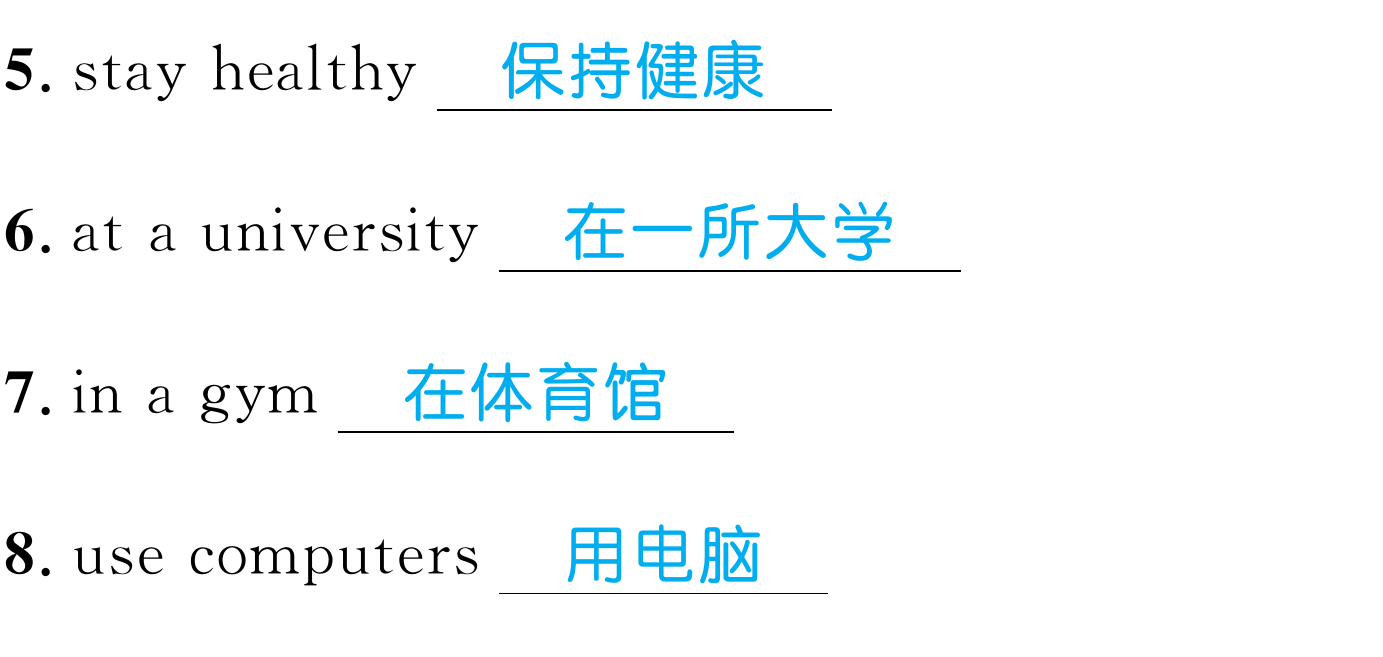 5. stay healthy 保持健康
6. at a university 在一所大学
7. in a gym 在体育馆
8. use computers 用电脑